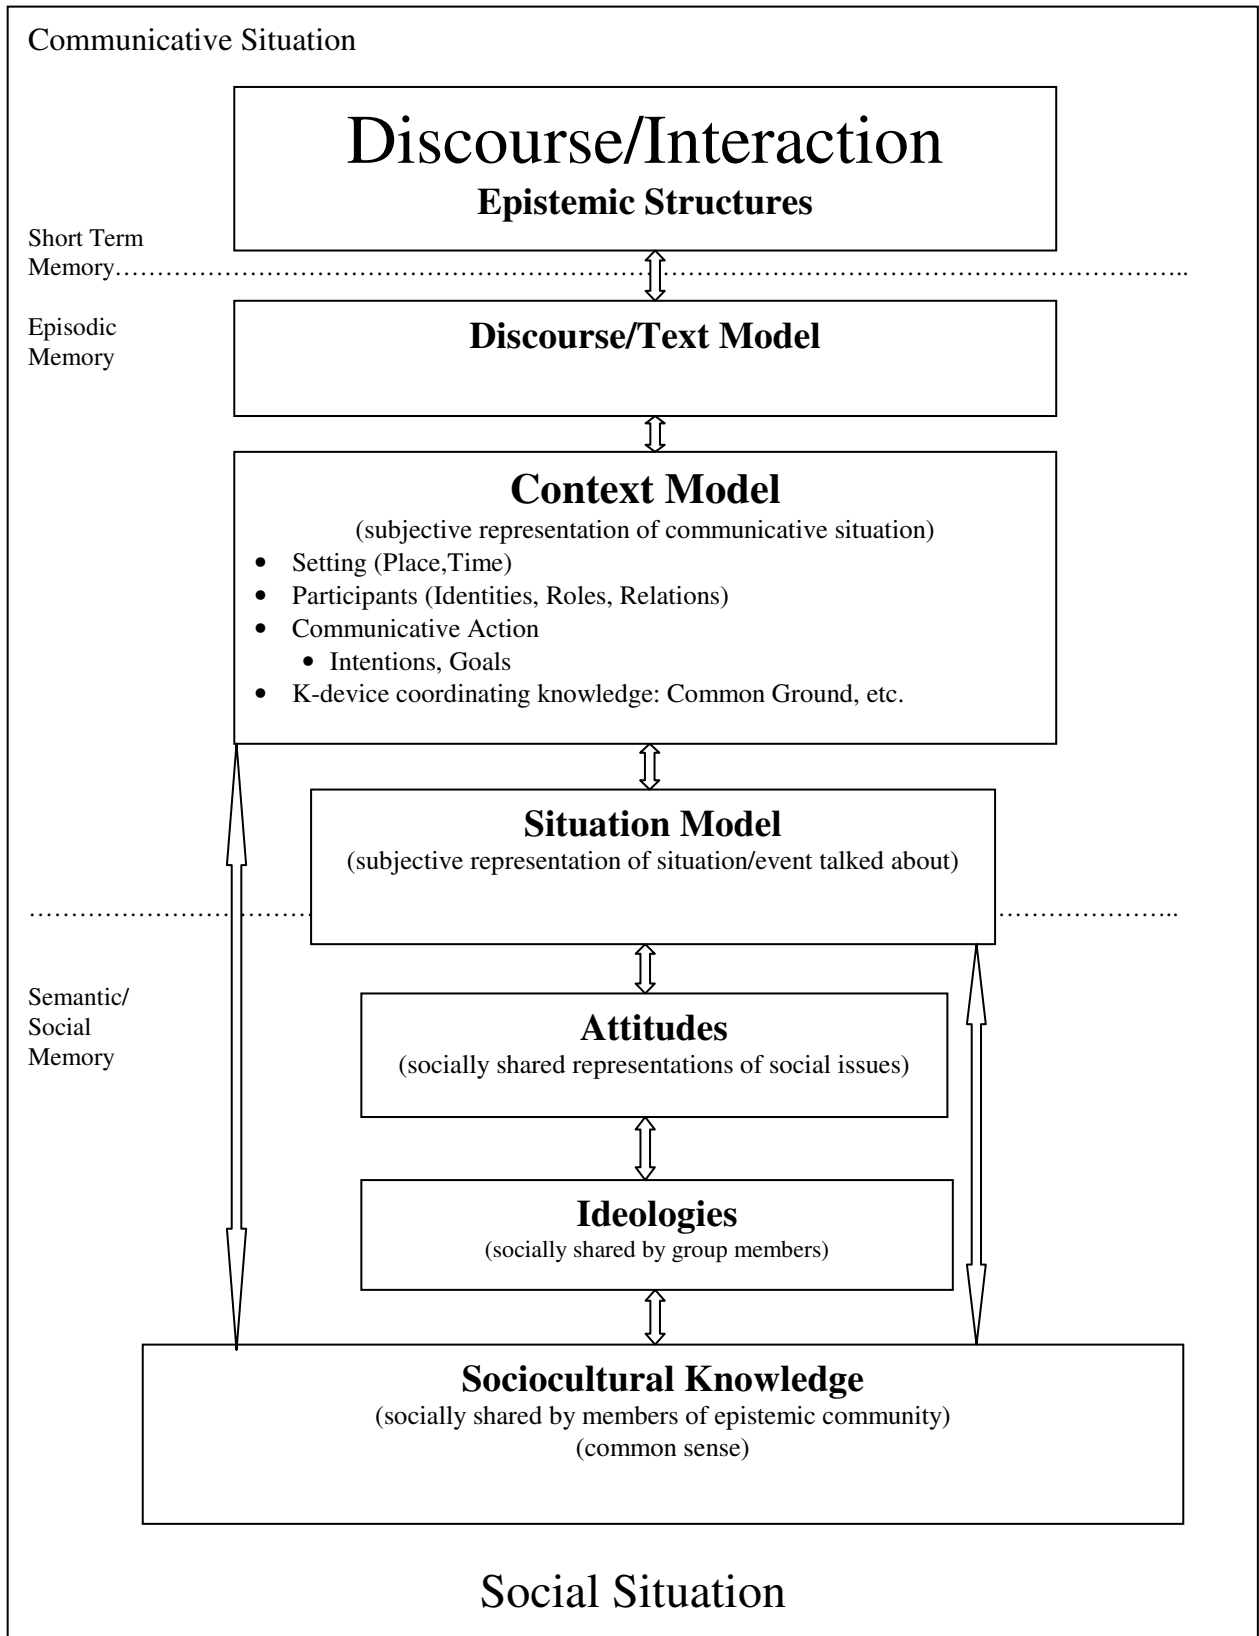 Communicative Situation
Discourse/Interaction
Epistemic Structures
Short Term
Memory……………………………………………………………………………………………………………..
Episodic
Memory
Discourse/Text Model
Context Model
(subjective representation of communicative situation)
• Setting (Place,Time)
• Participants (Identities, Roles, Relations)
• Communicative Action
• Intentions, Goals
• K-device coordinating knowledge: Common Ground, etc.
Situation Model
(subjective representation of situation/event talked about)
Semantic/
Social
Memory
Attitudes
(socially shared representations of social issues)
Ideologies
(socially shared by group members)
Sociocultural Knowledge
(socially shared by members of epistemic community)
(common sense)
Social Situation